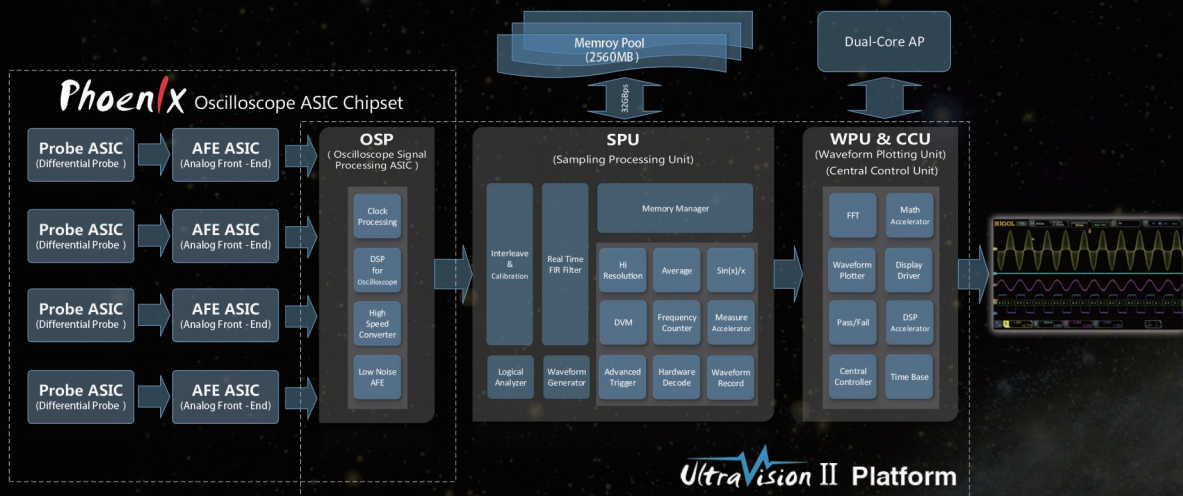 Memroy Pool
(2560MB)
Dual-Core AP
32GBps
Phoenix Oscilloscope ASIC Chipset
Probe ASIC
(Differential Probe )
AFE ASIC
(Analog Front -End)
Probe ASIC
(Differential Probe )
AFE ASIC
(Analog Front -End)
Probe ASIC
(Differential Probe )
AFE ASIC
(Analog Front -End)
Probe ASIC
(Differential Probe )
AFE ASIC
(Analog Front -End)
OSP
( Oscilloscope Signal
Processing ASIC )
Clock
Processing
DSP
for
Oscilloscope
High
Speed
Converter
Low Noise
AFE
SPU
(Sampling Processing Unit)
Interleave
&
Calibration
Real Time
FIR Filter
Memory Manager
Hi
Resolution
Average
Sin(x)/x
DVM
Frequency
Counter
Measure
Accelerator
Logical
Analyzer
Waveform
Generator
Advanced
Trigger
Hardware
Decode
Waveform
Record
WPU & CCU
(Waveform Plotting Unit)
(Central Control Unit)
FFT
Math
Accelerator
Waveform
Plotter
Display
Driver
Pass/Fail
DSP
Accelerator
Central
Controller
Time Base
RIGOL
UltraVision II Platform